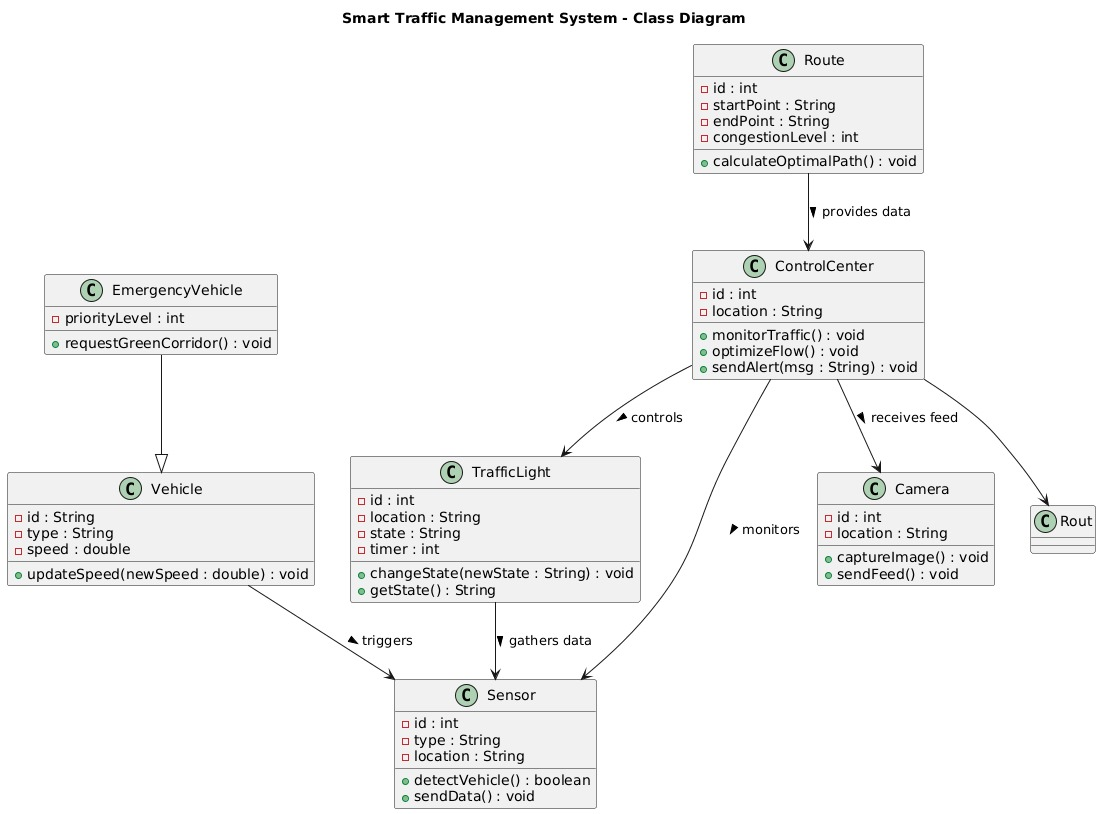 Smart Traffic Management System - Class Diagram
C Route
id : int
startPoint : String
endPoint : String
congestionLevel : int
calculateOptimalPath() : void
provides data
C ControlCenter
id : int
location : String
monitorTraffic() : void
optimizeFlow() : void
sendAlert(msg : String) : void
C EmergencyVehicle
priorityLevel : int
requestGreenCorridor() : void
controls
receives feed
monitors
C Vehicle
id : String
type : String
speed : double
updateSpeed(newSpeed : double) : void
C TrafficLight
id : int
location : String
state : String
timer : int
changeState(newState : String) : void
getState() : String
C Camera
id : int
location : String
captureImage() : void
sendFeed() : void
C Rout
triggers
gathers data
C Sensor
id : int
type : String
location : String
detectVehicle() : boolean
sendData() : void